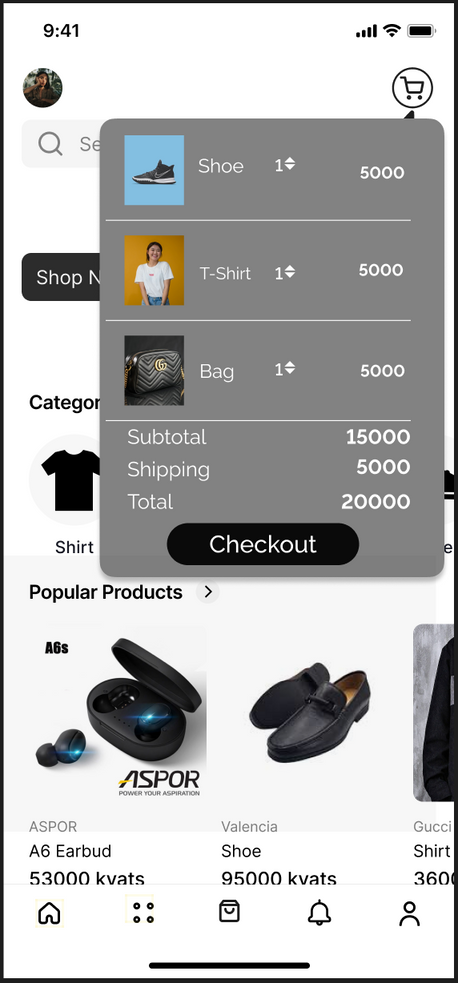 9:41
Se
Shoe 1 5000
T-Shirt 1 5000
Bag 1 5000
Subtotal 15000
Shipping 5000
Total 20000
Checkout
Shop N
Categor
Shirt
e
Popular Products
A6s
ASPOR
POWER YOUR ASPIRATION
ASPOR
A6 Earbud
53000 kyats
Valencia
Shoe
95000 kyats
Gucci
Shirt
3600